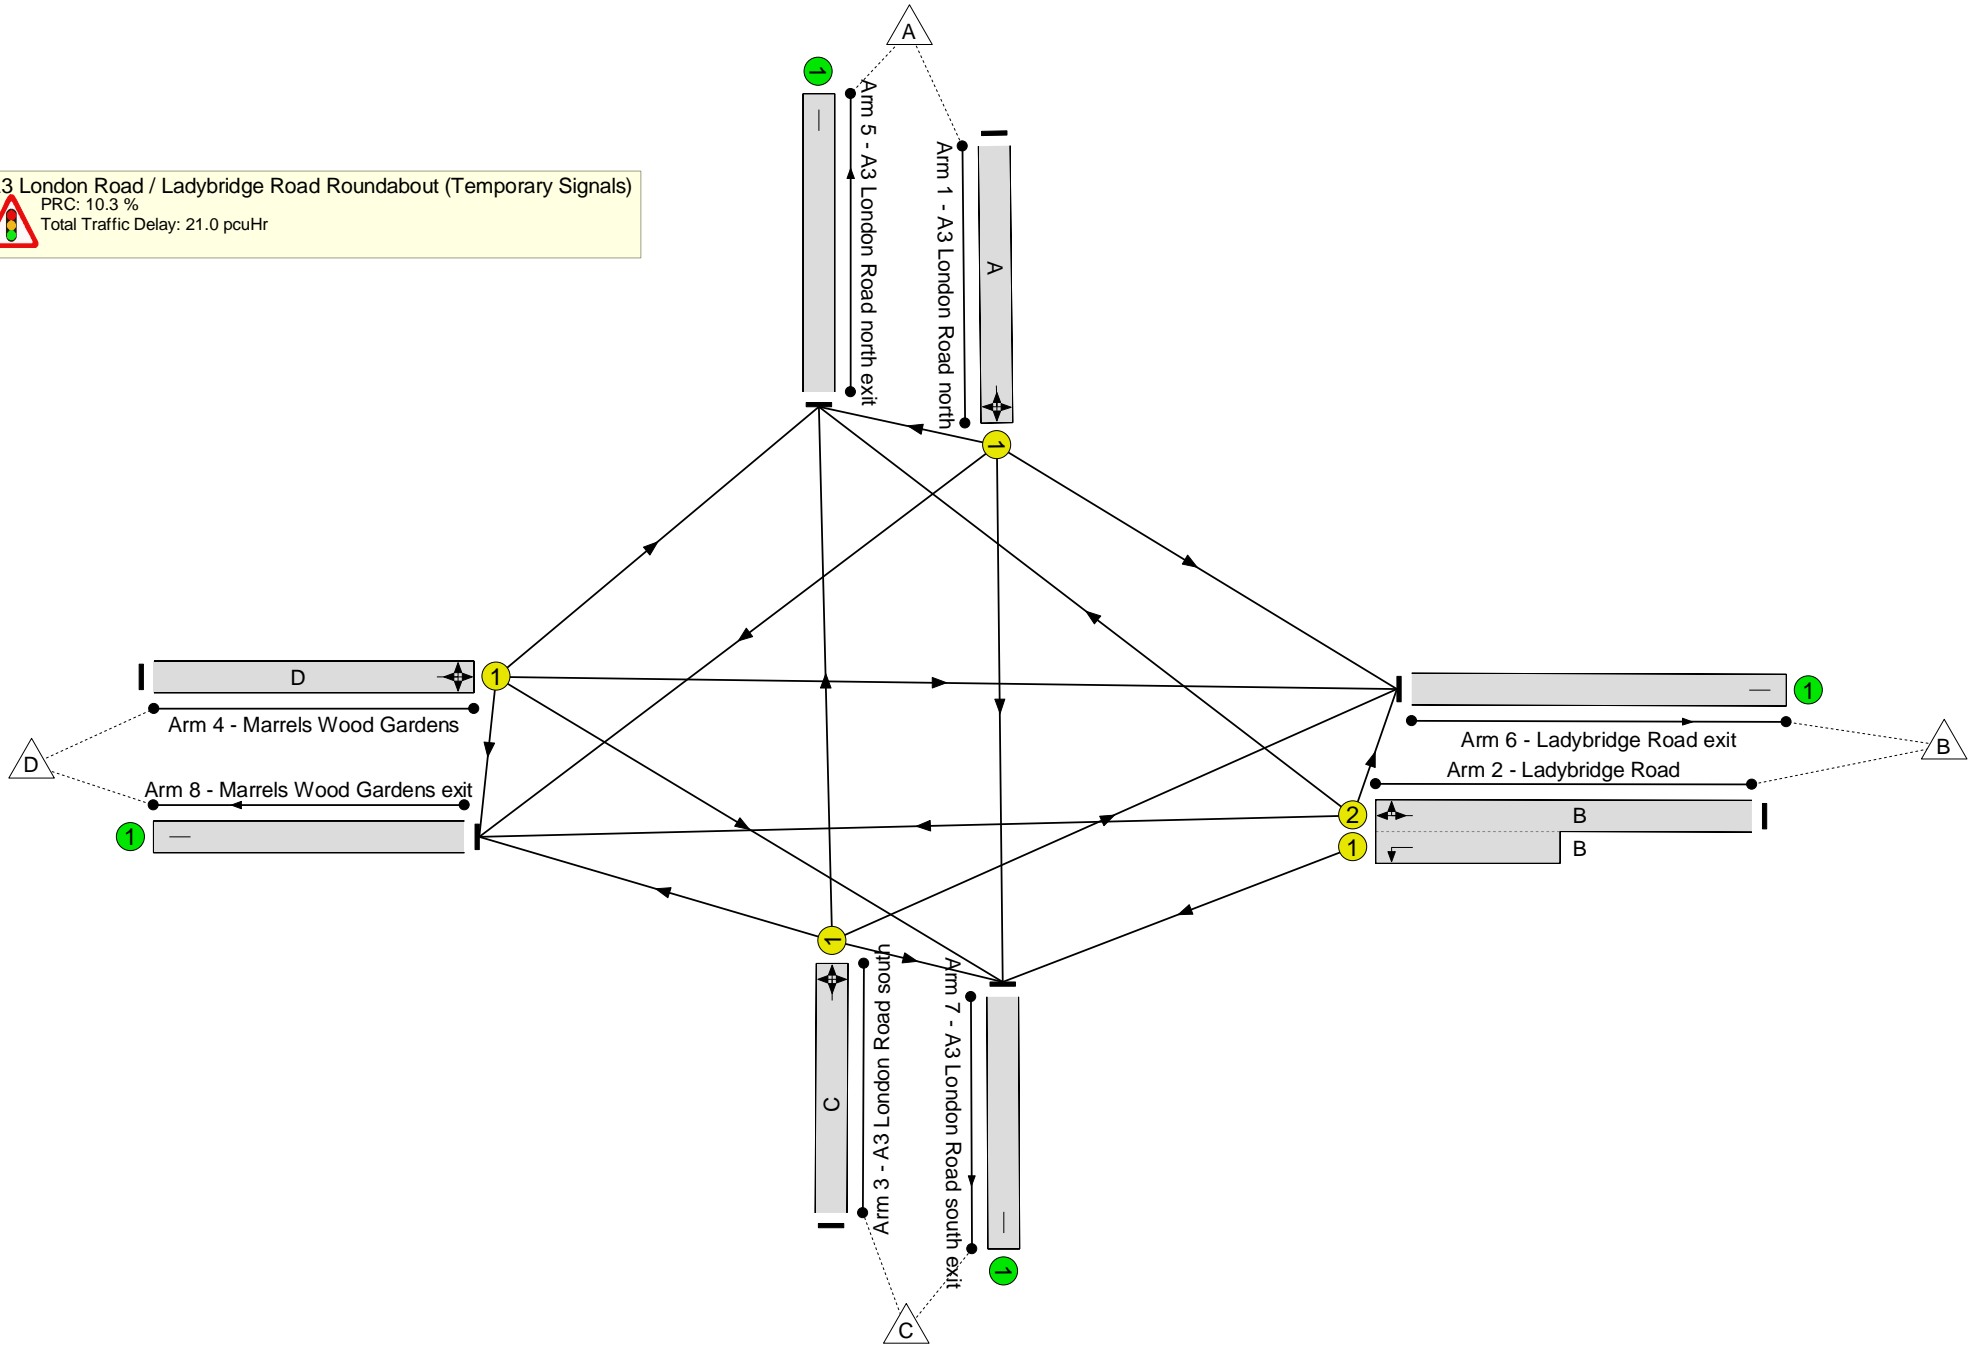 A
1
Arm 5 - A3 London Road north exit
Arm 1 - A3 London Road north
A
1
3 London Road / Ladybridge Road Roundabout (Temporary Signals)
PRC: 10.3 %
Total Traffic Delay: 21.0 pcuHr
D
1
Arm 4 - Marrels Wood Gardens
D
Arm 8 - Marrels Wood Gardens exit
1
1
Arm 6 - Ladybridge Road exit
B
Arm 2 - Ladybridge Road
2
B
1
B
1
C
Arm 3 - A3 London Road south
Arm 7 - A3 London Road south exit
1
C